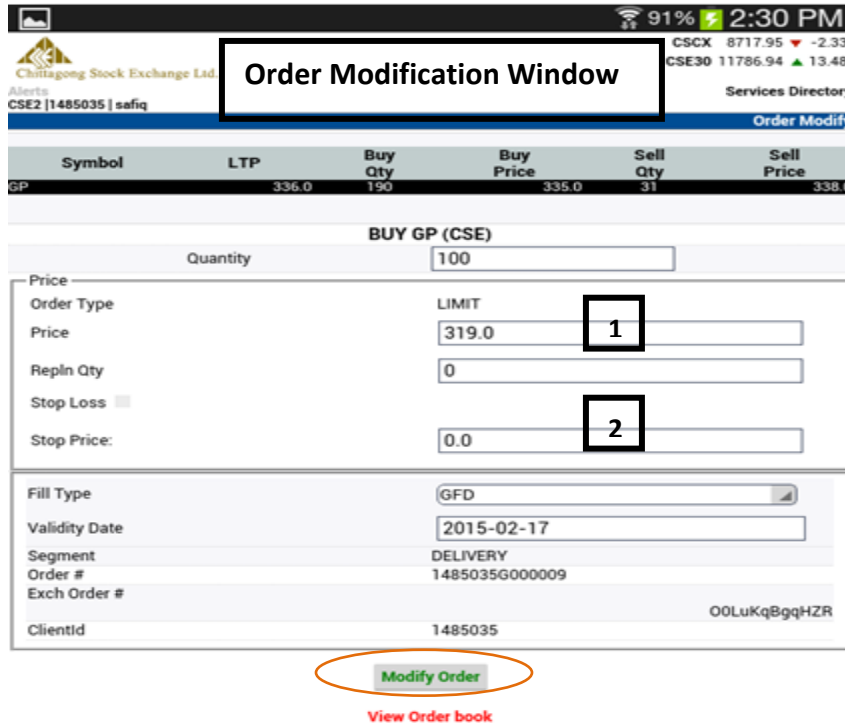 91% 2:30 PM
CSCX 8717.95 ▼ -2.33
CSE30 11786.94 ▲ 13.48
Chittagong Stock Exchange Ltd.
Order Modification Window
Alerts
Services Directory
CSE2 |1485035 | safiq
Order Modify
Symbol LTP Buy Qty Buy Price Sell Qty Sell Price
GP 336.0 190 335.0 31 338.0
BUY GP (CSE)
Quantity 100
Price
Order Type LIMIT
Price 319.0 1
Repln Qty 0
Stop Loss
Stop Price: 0.0 2
Fill Type GFD
Validity Date 2015-02-17
Segment DELIVERY
Order # 1485035G000009
Exch Order #
O0LuKqBgqHZR
ClientId 1485035
Modify Order
View Order book